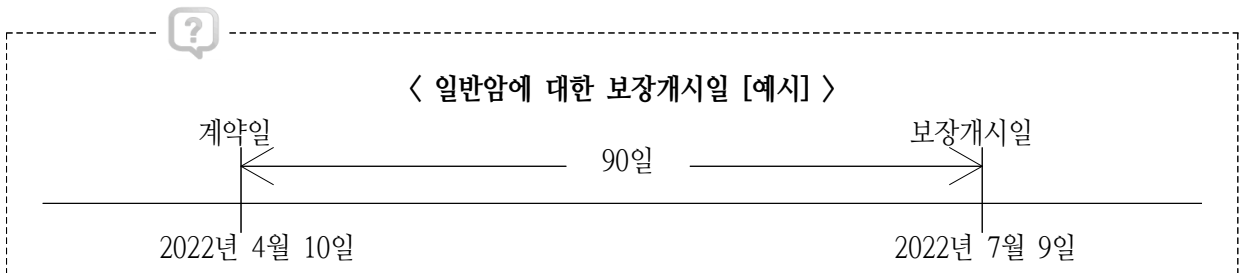 ?
〈 일반암에 대한 보장개시일 [예시] 〉
계약일 보장개시일
90일
2022년 4월 10일 2022년 7월 9일